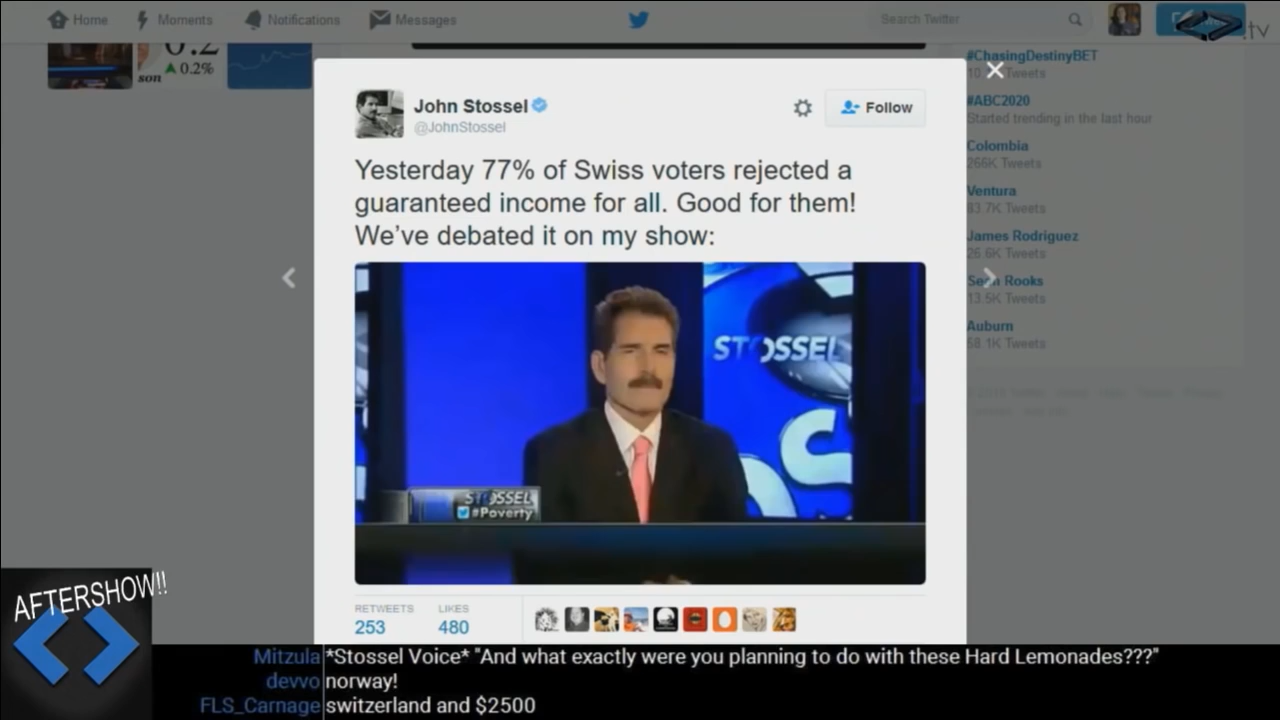 Home
Moments
Notifications
Messages
Search Twitter
.tv
0.2
son
0.2%
#ChasingDestinyBET
Tweets
#ABC2020
Started trending in the last hour
Colombia
266K Tweets
Ventura
83.7K Tweets
James Rodriguez
26.6K Tweets
Sean Rooks
13.5K Tweets
Auburn
58.1K Tweets
John Stossel
@JohnStossel
Follow
Yesterday 77% of Swiss voters rejected a
guaranteed income for all. Good for them!
We've debated it on my show:
STOSSEL
STOSSEL
#Poverty
RETWEETS
253
LIKES
480
AFTERSHOW!!
Mitzula *Stossel Voice* "And what exactly were you planning to do with these Hard Lemonades???"
devvo norway!
FLS_Carnage switzerland and $2500